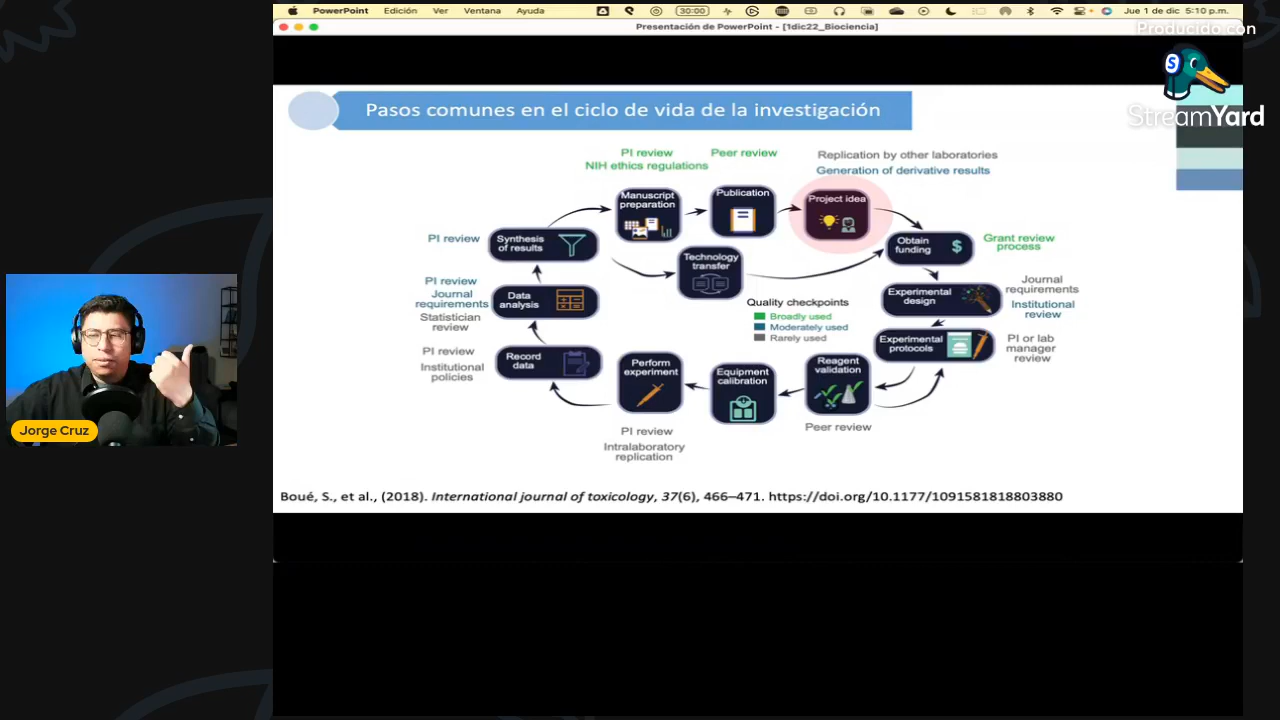 PowerPoint Edición Ver Ventana Ayuda 30:00 Jue 1 de dic 5:10 p.m.
Presentación de PowerPoint - [1dic22_Biociencia]
Producido con
StreamYard
Pasos comunes en el ciclo de vida de la investigación
PI review
NIH ethics regulations
Peer review
Replication by other laboratories
Generation of derivative results
Manuscript
preparation
Publication
Project idea
PI review
Synthesis
of results
Technology
transfer
Obtain
funding
$
Grant review
process
PI review
Journal
requirements
Statistician
review
Data
analysis
Quality checkpoints
Broadly used
Moderately used
Rarely used
Experimental
design
Journal
requirements
Institutional
review
PI review
Institutional
policies
Record
data
Perform
experiment
Equipment
calibration
Reagent
validation
Experimental
protocols
PI or lab
manager
review
PI review
Intralaboratory
replication
Peer review
Jorge Cruz
Boué, S., et al., (2018). International journal of toxicology, 37(6), 466–471. https://doi.org/10.1177/1091581818803880